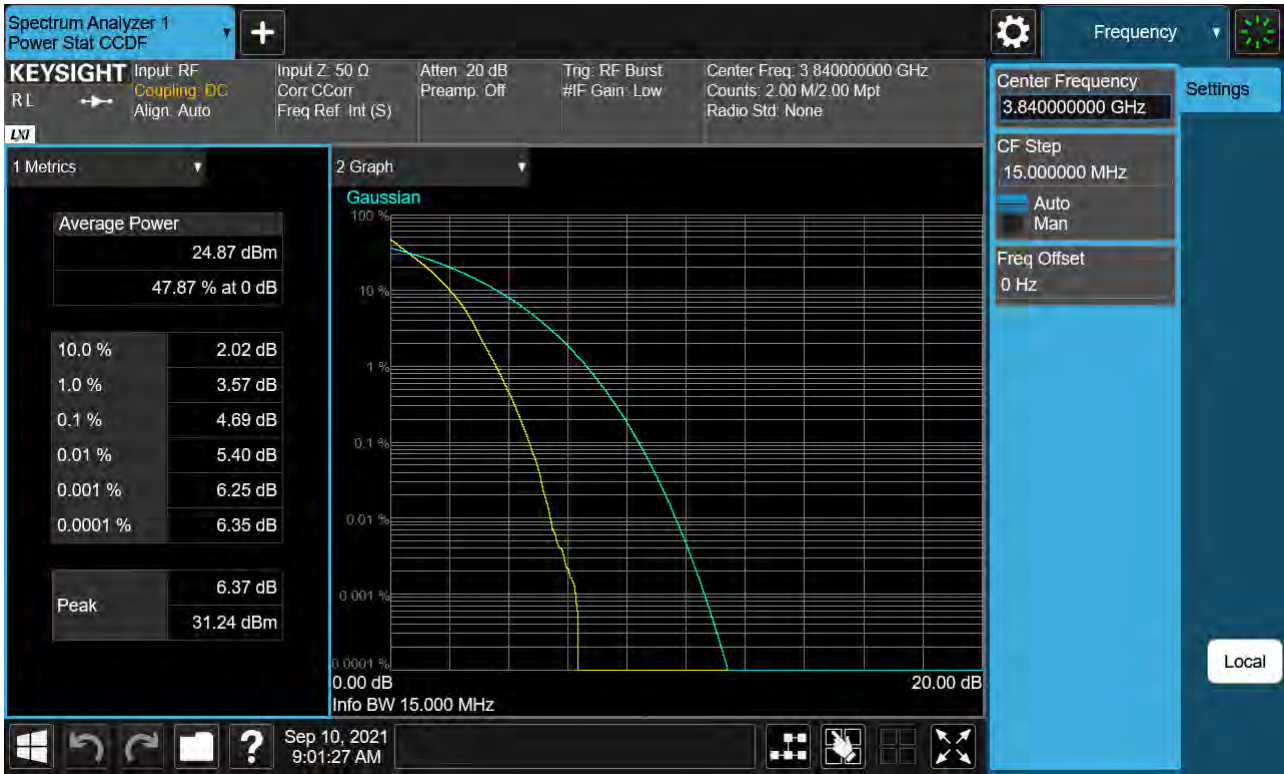 Spectrum Analyzer 1
Power Stat CCDF
Frequency
KEYSIGHT
RL
LXI
Input: RF
Coupling: DC
Align: Auto
Input Z: 50 Ω
Corr CCorr
Freq Ref: Int (S)
Atten: 20 dB
Preamp: Off
Trig: RF Burst
#IF Gain: Low
Center Freq: 3.840000000 GHz
Counts: 2.00 M/2.00 Mpt
Radio Std: None
Center Frequency
3.840000000 GHz
Settings
CF Step
15.000000 MHz
Auto
Man
Freq Offset
0 Hz
1 Metrics
Average Power
24.87 dBm
47.87 % at 0 dB
10.0 % 2.02 dB
1.0 % 3.57 dB
0.1 % 4.69 dB
0.01 % 5.40 dB
0.001 % 6.25 dB
0.0001 % 6.35 dB
Peak 6.37 dB
31.24 dBm
2 Graph
Gaussian
100 %
10 %
1 %
0.1 %
0.01 %
0.001 %
0.0001 %
0.00 dB 20.00 dB
Info BW 15.000 MHz
Local
?
Sep 10, 2021
9:01:27 AM